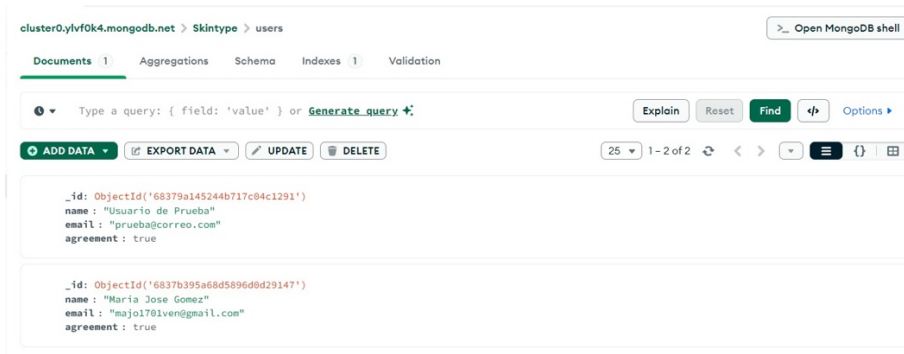 cluster0.ylvf0k4.mongodb.net > Skintype > users
>_ Open MongoDB shell
Documents 1 Aggregations Schema Indexes 1 Validation
Type a query: { field: 'value' } or Generate query
Explain Reset Find </> Options
ADD DATA EXPORT DATA UPDATE DELETE
25 1 – 2 of 2 {}
_id: ObjectId('68379a145244b717c04c1291')
name : "Usuario de Prueba"
email : "prueba@correo.com"
agreement : true
_id: ObjectId('6837b395a68d5896d0d29147')
name : "Maria Jose Gomez"
email : "majo1701ven@gmail.com"
agreement : true